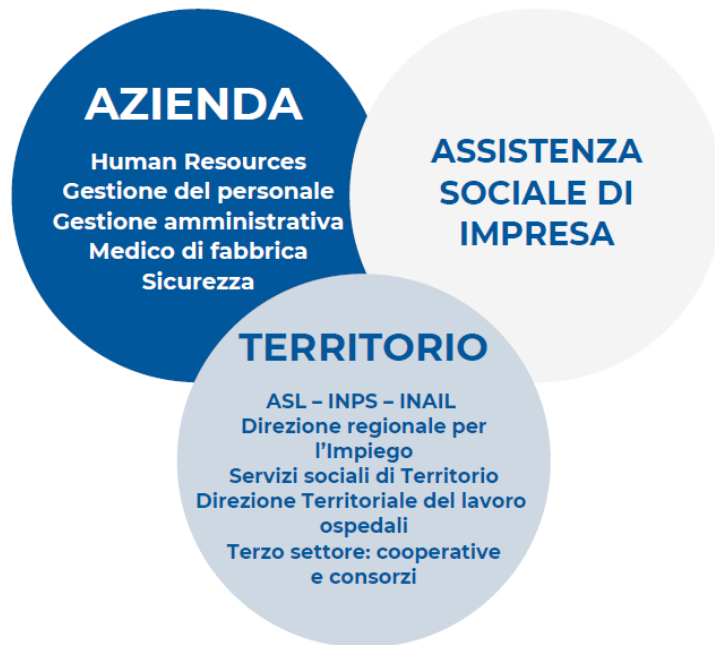 AZIENDA
Human Resources
Gestione del personale
Gestione amministrativa
Medico di fabbrica
Sicurezza
ASSISTENZA
SOCIALE DI
IMPRESA
TERRITORIO
ASL – INPS – INAIL
Direzione regionale per
l’Impiego
Servizi sociali di Territorio
Direzione Territoriale del lavoro
ospedali
Terzo settore: cooperative
e consorzi